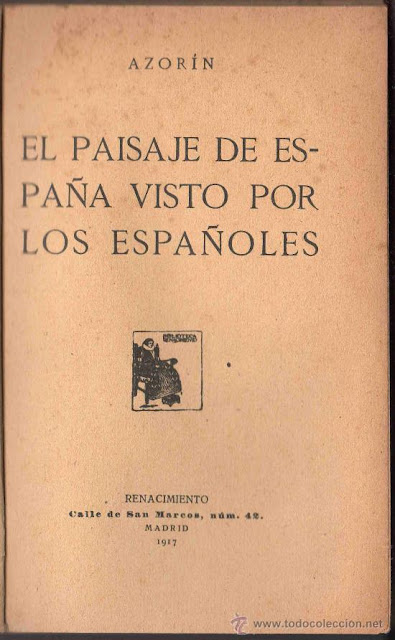 AZORÍN
EL PAISAJE DE ES-
PAÑA VISTO POR
LOS ESPAÑOLES
BIBLIOTECA
RENACIMIENTO
Calle de San Marcos, núm. 42.
MADRID
1917
www.todocoleccion.net